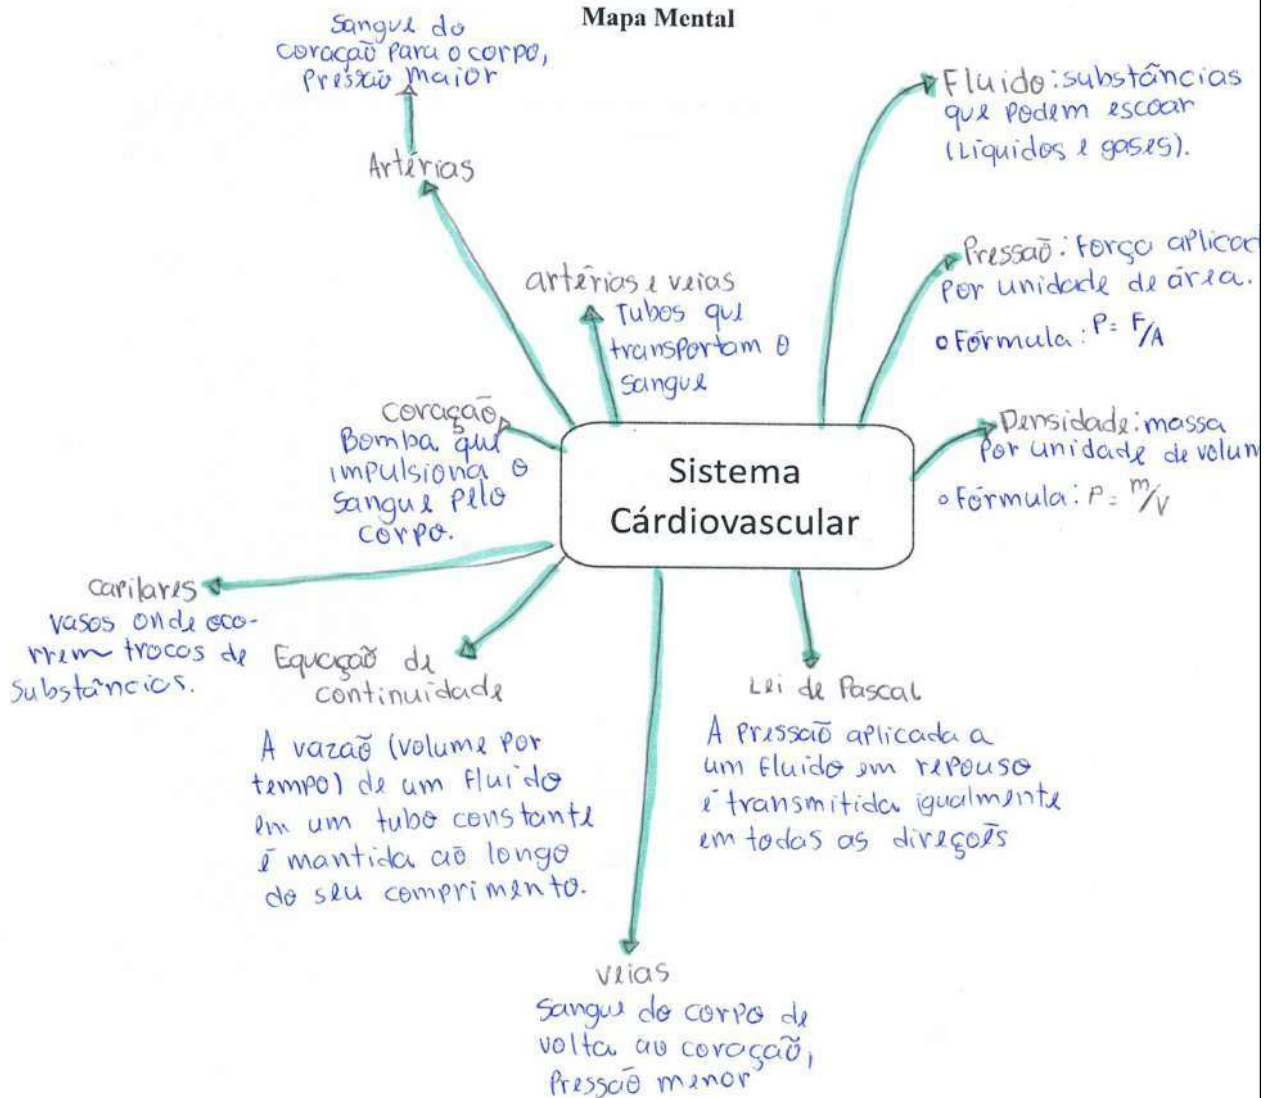 Mapa Mental
Sangue do
coração para o corpo,
Pressão maior
Artérias
artérias e veias
Tubos que
transportam o
sangue
coração
Bomba que
impulsiona o
sangue pelo
corpo.
Fluido: substâncias
que podem escoar
(Líquidos e gases).
Pressão: Força aplicad
por unidade de área.
Fórmula: P = F/A
Densidade: massa
por unidade de volum
Fórmula: P = m/V
Sistema
Cárdiovascular
capilares
vasos onde oco-
rrem trocas de
substâncias.
Equação de
continuidade
A vazão (volume por
tempo) de um fluido
em um tubo constante
é mantida ao longo
do seu comprimento.
Lei de Pascal
A pressão aplicada a
um fluido em repouso
é transmitida igualmente
em todas as direções
veias
Sangue do corpo de
volta ao coração,
Pressão menor